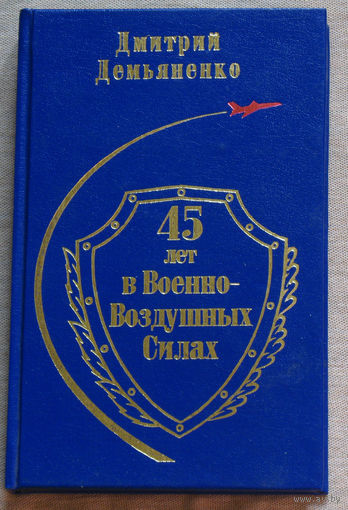 Дмитрий
Демьяненко
45
лет
в Военно-
Воздушных
Силах